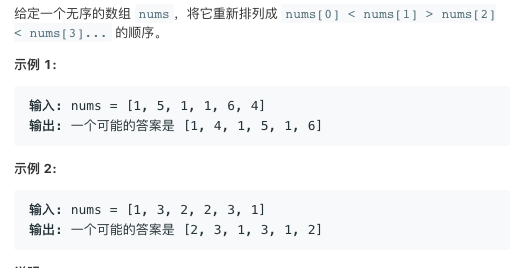 给定一个无序的数组 nums，将它重新排列成 nums[0] < nums[1] > nums[2]
< nums[3]... 的顺序。
示例 1:
输入: nums = [1, 5, 1, 1, 6, 4]
输出: 一个可能的答案是 [1, 4, 1, 5, 1, 6]
示例 2:
输入: nums = [1, 3, 2, 2, 3, 1]
输出: 一个可能的答案是 [2, 3, 1, 3, 1, 2]